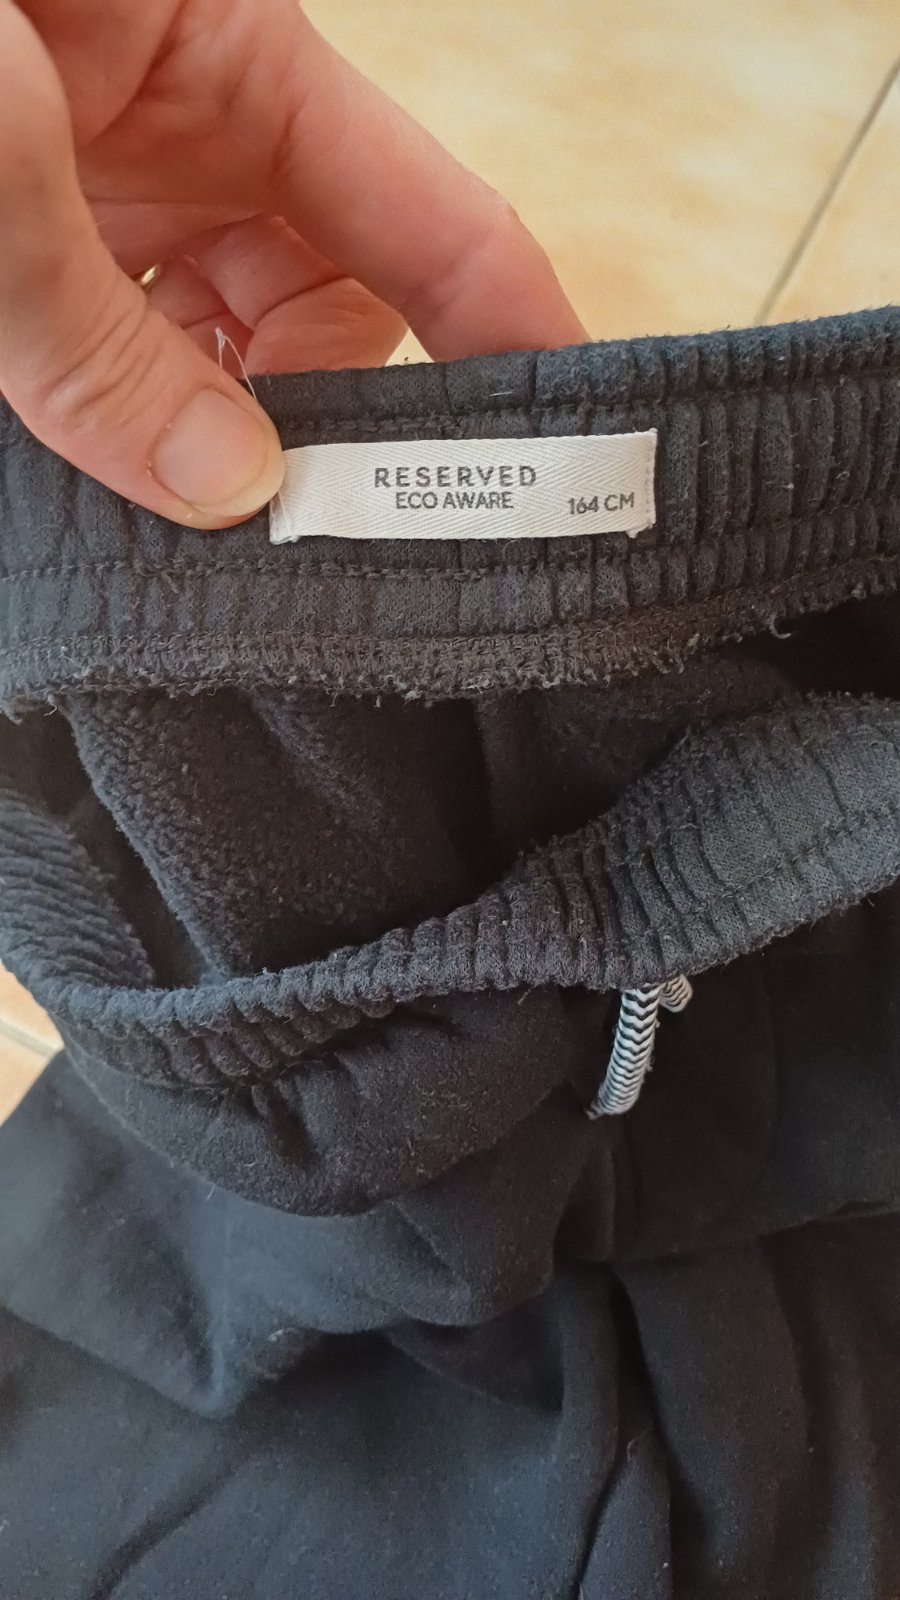 RESERVED
ECO AWARE
164 CM